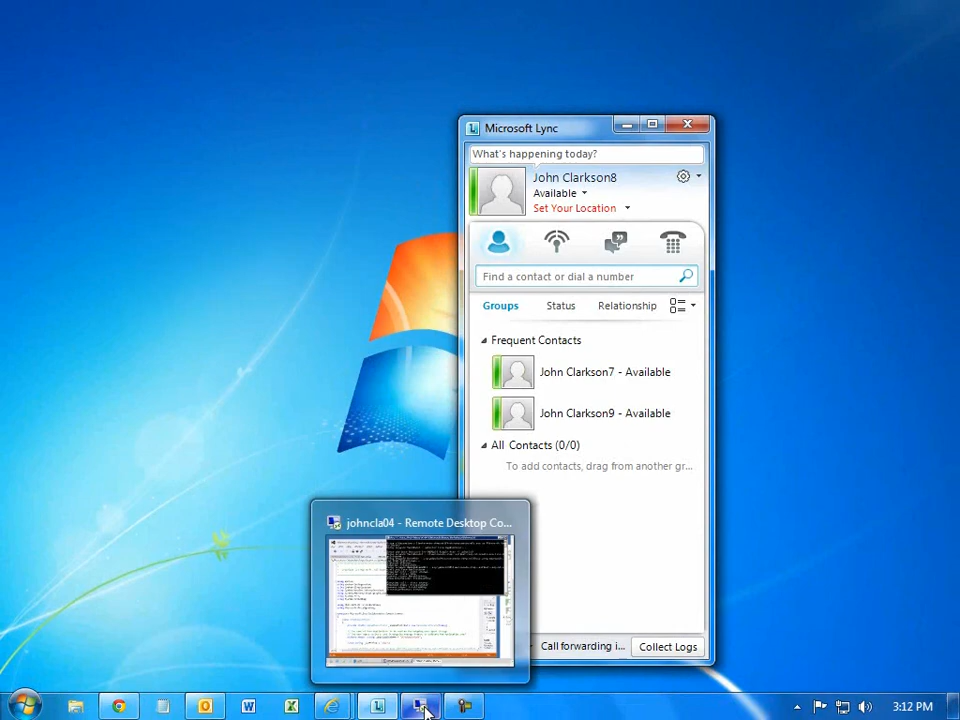 Microsoft Lync
What's happening today?
John Clarkson8
Available
Set Your Location
Find a contact or dial a number
Groups Status Relationship
Frequent Contacts
John Clarkson7 - Available
John Clarkson9 - Available
All Contacts (0/0)
To add contacts, drag from another gr...
johncla04 - Remote Desktop Co...
Call forwarding i... Collect Logs
3:12 PM